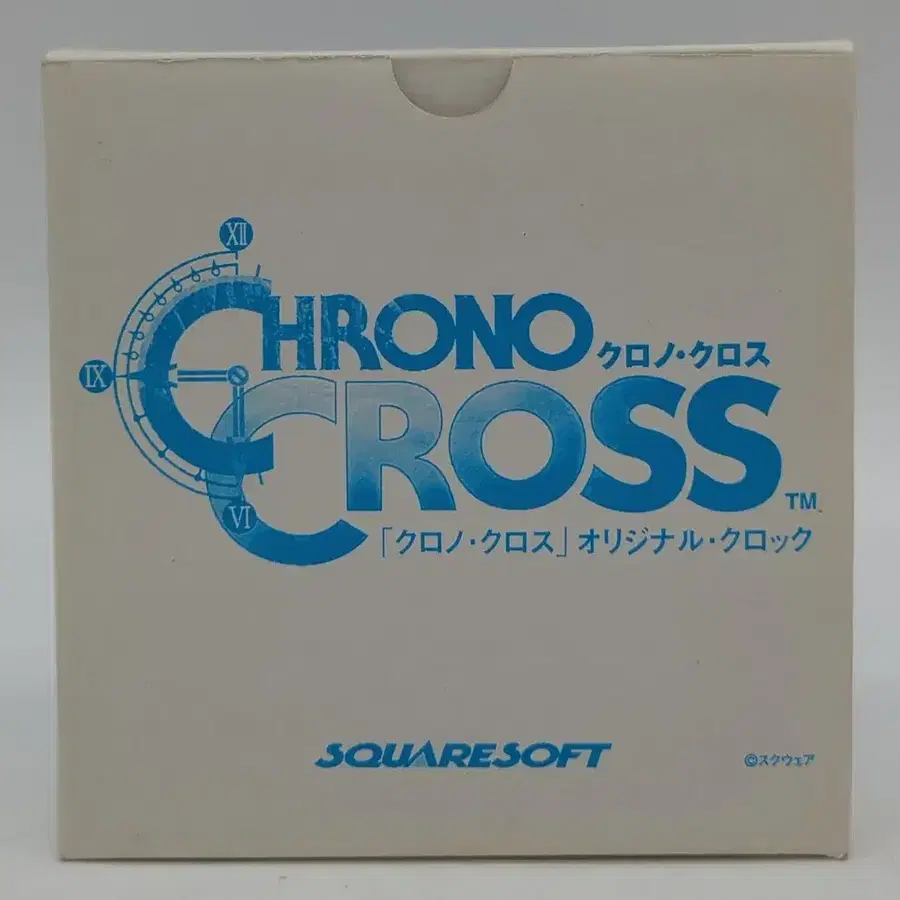 XII
CHRONO
クロノ・クロス
IX
CROSS
TM
VI
「クロノ・クロス」オリジナル・クロック
SQUARESOFT
©スクウェア